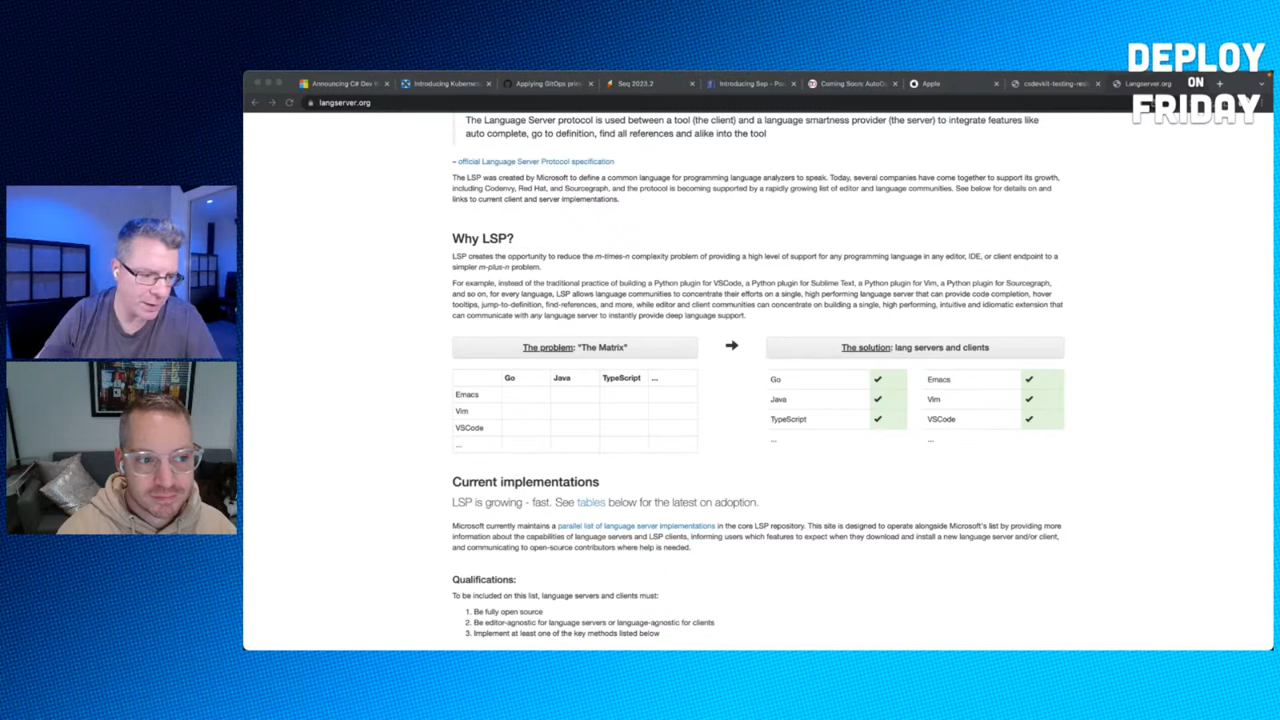 DEPLOY
ON
FRIDAY
Announcing C# Dev
Introducing Kubern
Applying GitOps prin
Seq 2023.2
Introducing Sep - Po
Coming Soon: Auto
Apple
codevkit-testing-res
Langserver.org
langserver.org
The Language Server protocol is used between a tool (the client) and a language smartness provider (the server) to integrate features like
auto complete, go to definition, find all references and alike into the tool
– official Language Server Protocol specification
The LSP was created by Microsoft to define a common language for programming language analyzers to speak. Today, several companies have come together to support its growth,
including Codenvy, Red Hat, and Sourcegraph, and the protocol is becoming supported by a rapidly growing list of editor and language communities. See below for details on and
links to current client and server implementations.
Why LSP?
LSP creates the opportunity to reduce the m-times-n complexity problem of providing a high level of support for any programming language in any editor, IDE, or client endpoint to a
simpler m-plus-n problem.
For example, instead of the traditional practice of building a Python plugin for VSCode, a Python plugin for Sublime Text, a Python plugin for Vim, a Python plugin for Sourcegraph,
and so on, for every language, LSP allows language communities to concentrate their efforts on a single, high performing language server that can provide code completion, hover
tooltips, jump-to-definition, find-references, and more, while editor and client communities can concentrate on building a single, high performing, intuitive and idiomatic extension that
can communicate with any language server to instantly provide deep language support.
The problem: "The Matrix"
The solution: lang servers and clients
Go Java TypeScript ...
Emacs
Vim
VSCode
...
Go
Java
TypeScript
...
Emacs
Vim
VSCode
...
Current implementations
LSP is growing - fast. See tables below for the latest on adoption.
Microsoft currently maintains a parallel list of language server implementations in the core LSP repository. This site is designed to operate alongside Microsoft's list by providing more
information about the capabilities of language servers and LSP clients, informing users which features to expect when they download and install a new language server and/or client,
and communicating to open-source contributors where help is needed.
Qualifications:
To be included on this list, language servers and clients must:
1. Be fully open source
2. Be editor-agnostic for language servers or language-agnostic for clients
3. Implement at least one of the key methods listed below